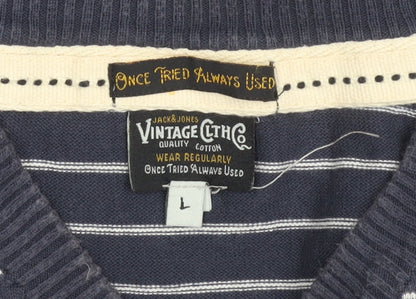 Once Tried Always Used
JACK&JONES
VINTAGE CLTH Co.
QUALITY COTTON
WEAR REGULARLY
Once Tried Always Used
L